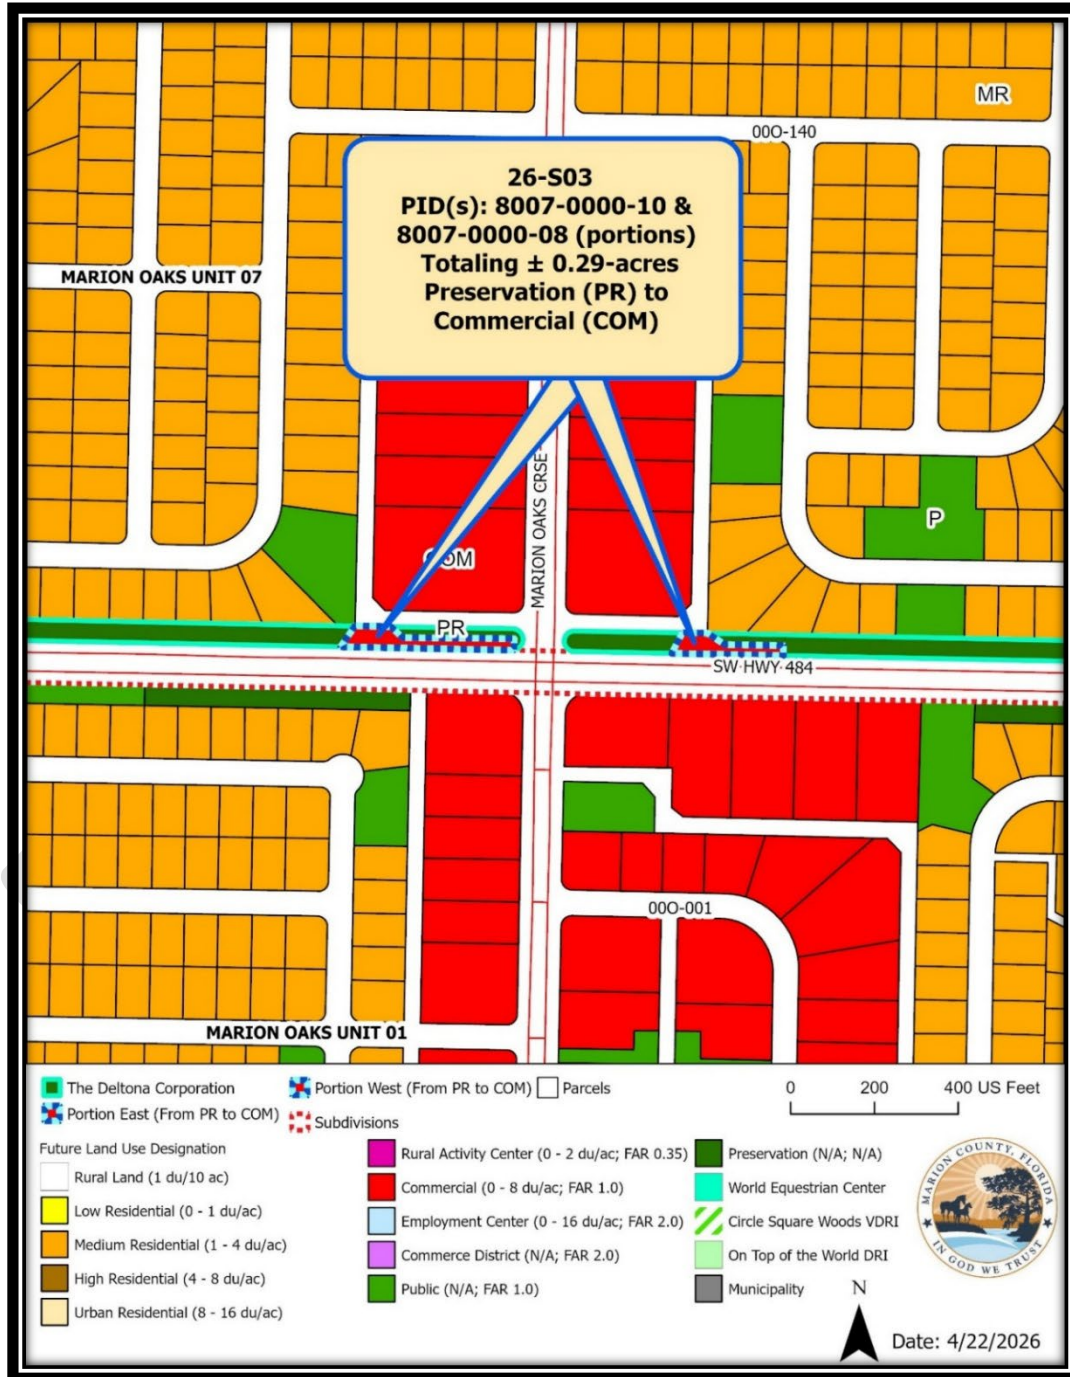 MR
00O-140
26-S03
PID(s): 8007-0000-10 &
8007-0000-08 (portions)
Totaling ± 0.29-acres
Preservation (PR) to
Commercial (COM)
MARION OAKS UNIT 07
MARION OAKS CRSE
P
COM
PR
SW HWY 484
00O-001
MARION OAKS UNIT 01
The Deltona Corporation
Portion West (From PR to COM)
Parcels
Portion East (From PR to COM)
Subdivisions
0 200 400 US Feet
Future Land Use Designation
Rural Land (1 du/10 ac)
Low Residential (0 - 1 du/ac)
Medium Residential (1 - 4 du/ac)
High Residential (4 - 8 du/ac)
Urban Residential (8 - 16 du/ac)
Rural Activity Center (0 - 2 du/ac; FAR 0.35)
Commercial (0 - 8 du/ac; FAR 1.0)
Employment Center (0 - 16 du/ac; FAR 2.0)
Commerce District (N/A; FAR 2.0)
Public (N/A; FAR 1.0)
Preservation (N/A; N/A)
World Equestrian Center
Circle Square Woods VDRI
On Top of the World DRI
Municipality
MARION COUNTY, FLORIDA
IN GOD WE TRUST
N
Date: 4/22/2026